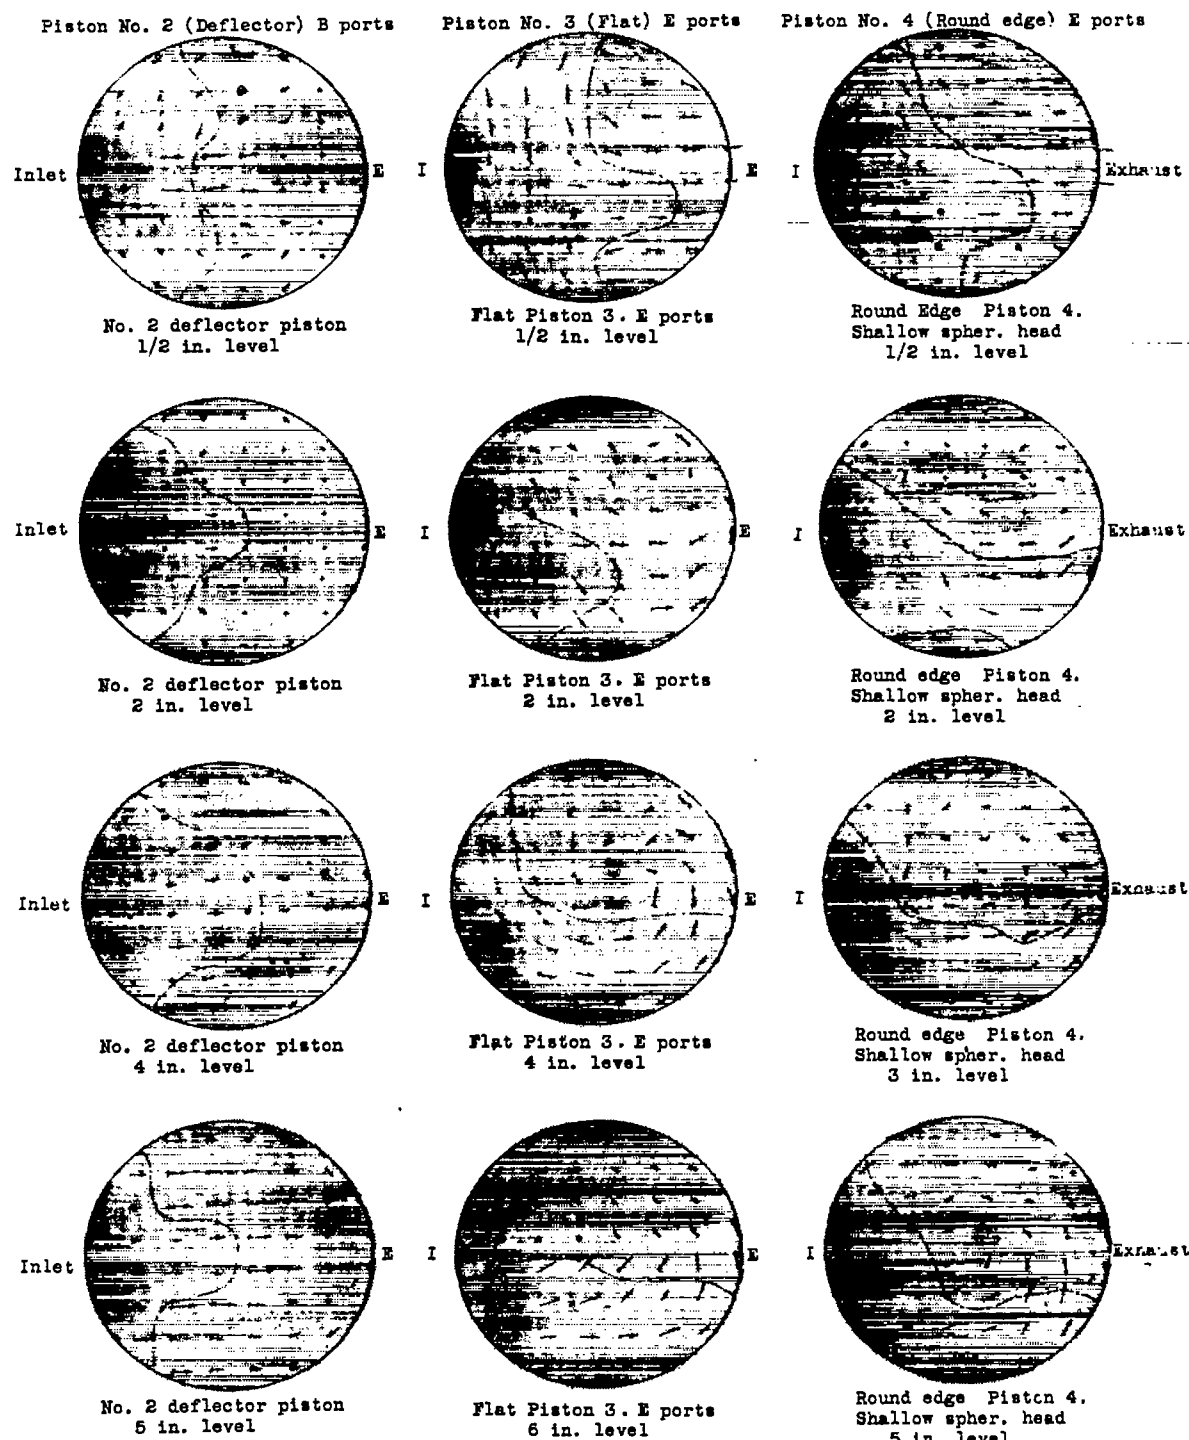 Piston No. 2 (Deflector) B ports
Piston No. 3 (Flat) E ports
Piston No. 4 (Round edge) E ports
Inlet
E
I
E
I
Exhaust
No. 2 deflector piston
1/2 in. level
Flat Piston 3. E ports
1/2 in. level
Round Edge Piston 4.
Shallow spher. head
1/2 in. level
Inlet
E
I
E
I
Exhaust
No. 2 deflector piston
2 in. level
Flat Piston 3. E ports
2 in. level
Round edge Piston 4.
Shallow spher. head
2 in. level
Inlet
E
I
E
I
Exhaust
No. 2 deflector piston
4 in. level
Flat Piston 3. E ports
4 in. level
Round edge Piston 4.
Shallow spher. head
3 in. level
Inlet
E
I
E
I
Exhaust
No. 2 deflector piston
5 in. level
Flat Piston 3. E ports
6 in. level
Round edge Piston 4.
Shallow spher. head
5 in. level